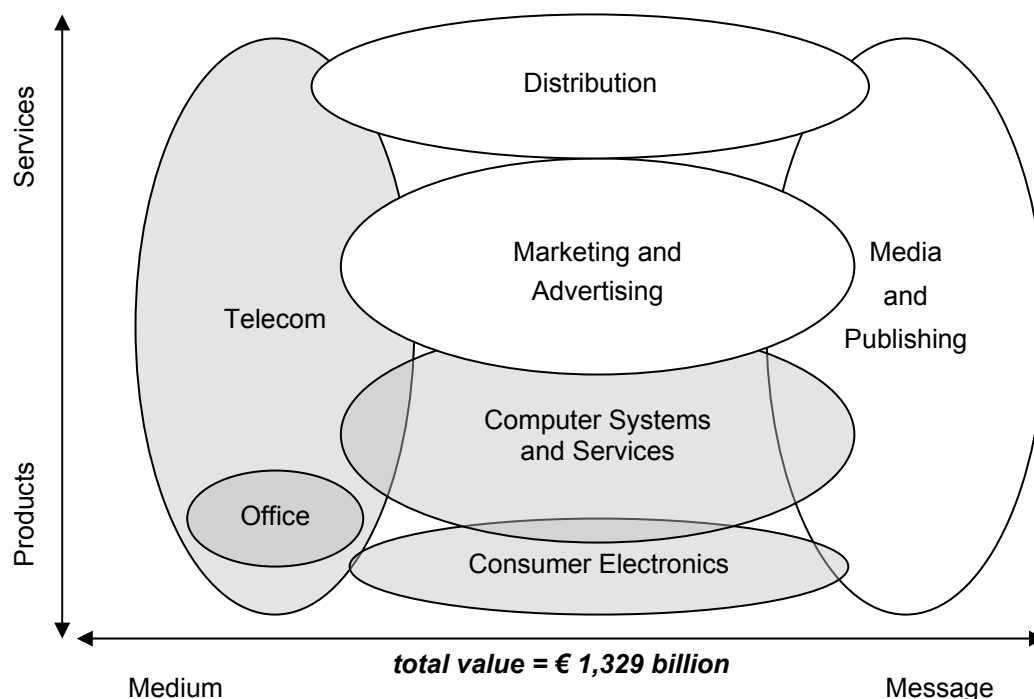 Services
Products
Distribution
Marketing and
Advertising
Media
and
Publishing
Telecom
Computer Systems
and Services
Office
Consumer Electronics
total value = € 1,329 billion
Medium
Message